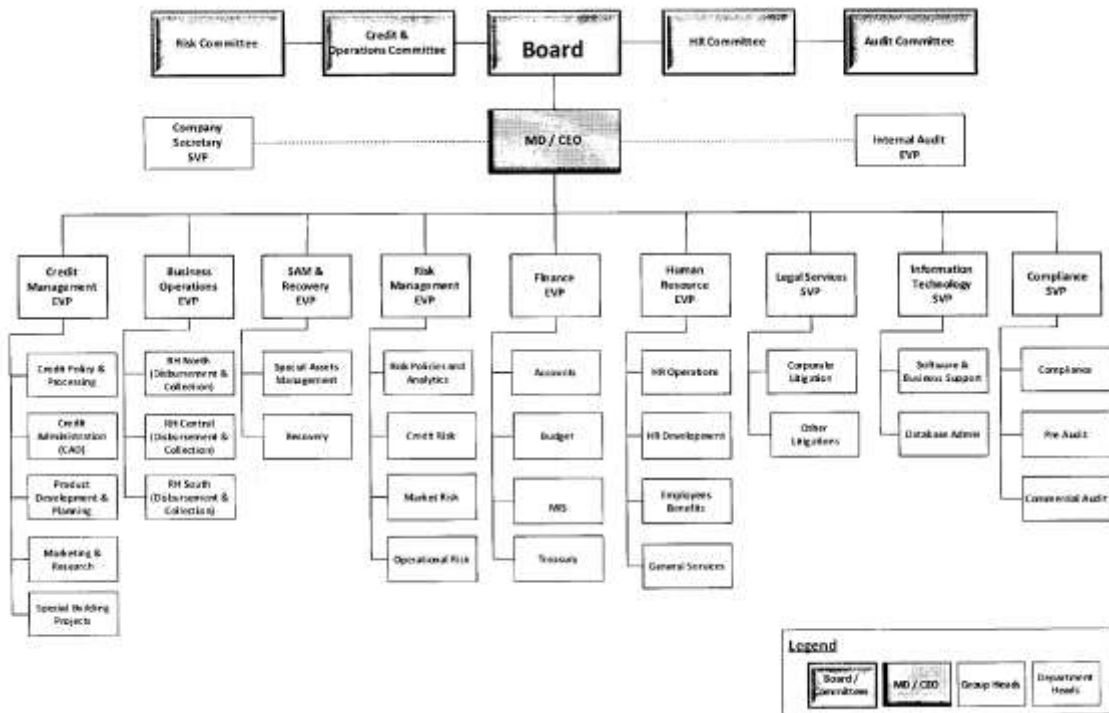 Risk Committee
Credit &
Operations Committee
Board
HR Committee
Audit Committee
Company
Secretary
SVP
MD / CEO
Internal Audit
EVP
Credit
Management
EVP
Business
Operations
EVP
SAM &
Recovery
EVP
Risk
Management
EVP
Finance
EVP
Human
Resource
EVP
Legal Services
SVP
Information
Technology
SVP
Compliance
SVP
Credit Policy &
Processing
RH North
(Disbursement &
Collection)
Special Assets
Management
Risk Policies and
Analytics
Accounts
HR Operations
Corporate
Litigation
Software &
Business Support
Compliance
Credit
Administration
(CAD)
RH Central
(Disbursement &
Collection)
Recovery
Credit Risk
Budget
HR Development
Other
Litigations
Database Admin
Pre Audit
Product
Development &
Planning
RH South
(Disbursement &
Collection)
Market Risk
MIS
Employees
Benefits
Commercial Audit
Marketing &
Research
Operational Risk
Treasury
General Services
Special Building
Projects
Legend
Board /
Committees
MD / CEO
Group Heads
Department
Heads